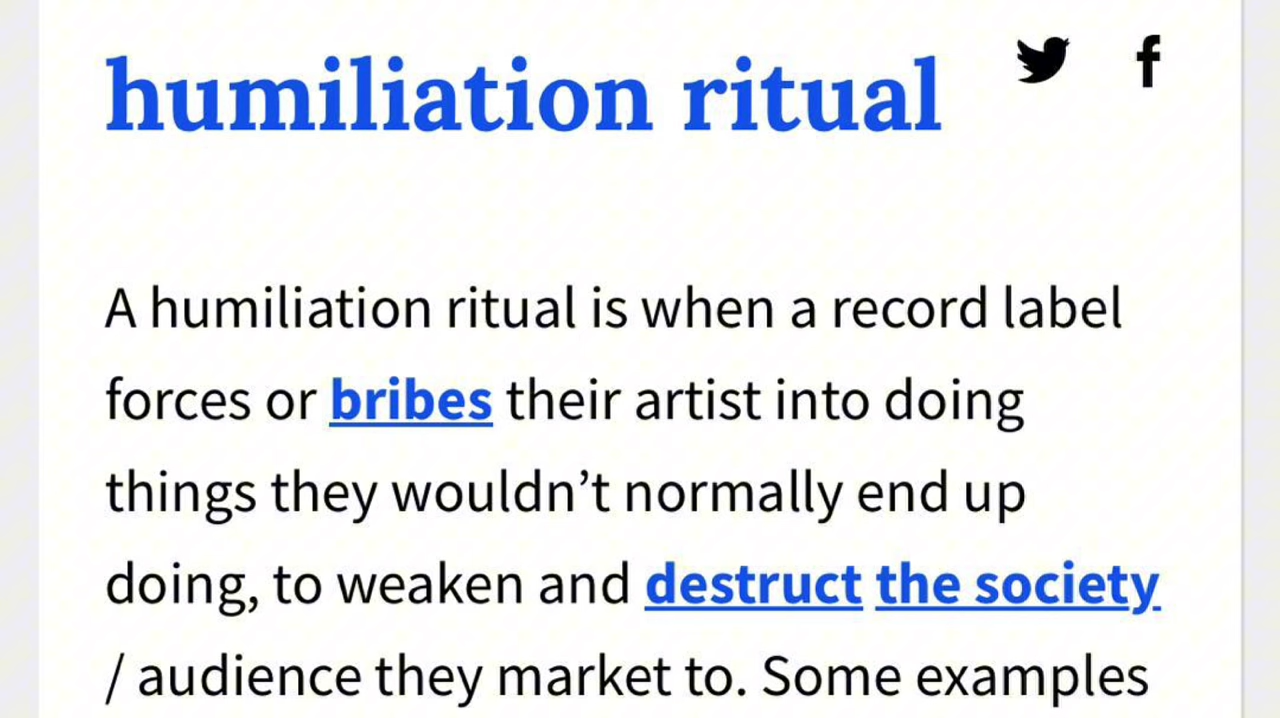 humiliation ritual
A humiliation ritual is when a record label
forces or bribes their artist into doing
things they wouldn’t normally end up
doing, to weaken and destruct the society
/ audience they market to. Some examples